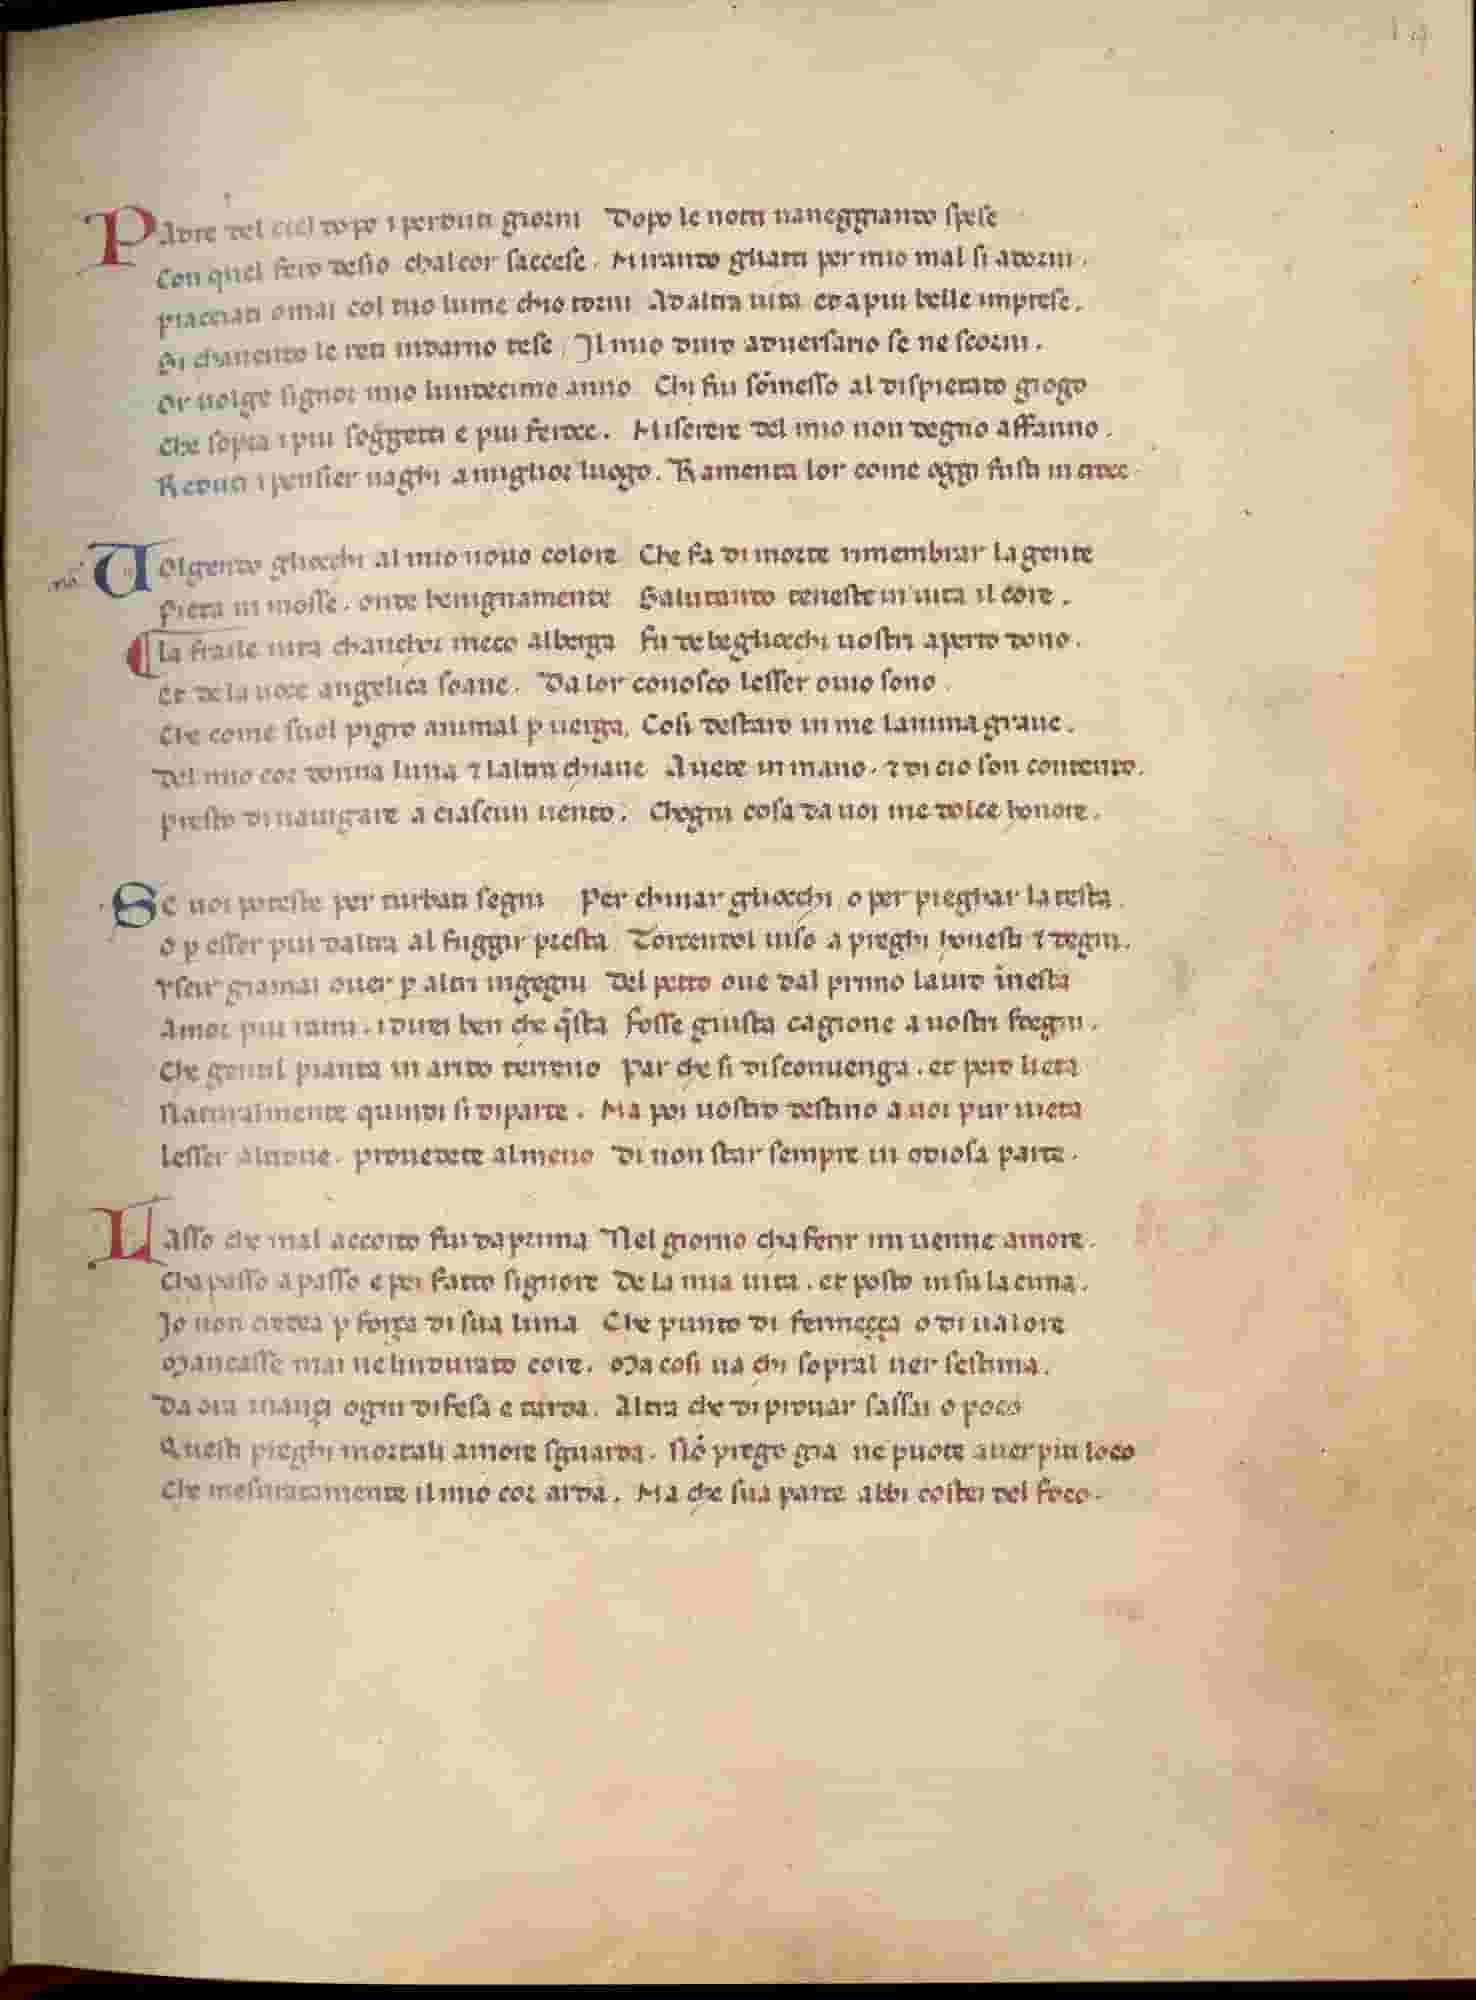 14
PAdre del ciel dopo i perduti giorni Dopo le notti uaneggiando spese
Con quel fero desio chal cor saccese. Mirando gliatti per mio mal si adorni.
piacciati omai col tuo lume chio torni Ad altra uita et a piu belle imprese.
Si chauendo le reti indarno tese. Il mio duro aduersario se ne scorni.
Or uolge signor mio lundecimo anno Chi fui sōmesso al dispietato giogo
Che sopra i piu soggetti e piu feroce. Miserere del mio non degno affanno.
Reduci i pensier uaghi a miglior luogo. Ramenta lor come oggi fusti in croce.
UOlgendo gliocchi al mio nouo colore Che fa di morte rimembrar la gente
Pieta ui mosse. onde benignamente Salutando teneste in uita il core.
La fraile uita chanchor meco alberga Fu de begliocchi uostri aperto dono.
Et de la uoce angelica soaue. Da lor conosco lesser ouio sono.
Che come suol pigro animal p uerga, Cosi destaro in me lanima graue.
Del mio cor donna luna ⁊ laltra chiaue Auete in mano. ⁊ di cio son contento.
presto di nauigare a ciascun uento. Chogni cosa da uoi me dolce honore.
SE uoi poteste per turbati segni Per chinar gliocchi, o per pieghar la testa.
O p esser piu daltra al fuggir presta Torcendol uiso a preghi honesti ⁊ degni.
Vscir giamai ouer p altri ingegni Del petto oue dal primo lauro innesta
Amor piu rami. i direi ben che q̄sta Fosse giusta cagione a uostri sdegni.
Che gentil pianta in arido terreno Par che si disconuenga. et pero lieta
Naturalmente quindi si diparte. Ma poi uostro destino a uoi pur uieta
Lesser altroue. prouedete almeno Di non star sempre in odiosa parte.
LAsso che mal accorto fui da prima Nel giorno cha ferir mi uenne amore.
Cha passo a passo e poi fatto signore De la mia uita. et posto in su la cima.
Io non credea p forza di sua lima Che punto di fermezza o di ualore
Mancasse mai ne lindurato core. Ma cosi ua chi sopral uer sestima.
Da ora inanzi ogni difesa e tarda. Altra che di prouar sassai o poco
Questi preghi mortali amore sguarda. Nō prego gia ne puote auer piu loco
Che mesuratamente il mio cor arda. Ma che sua parte abbi costei del foco.